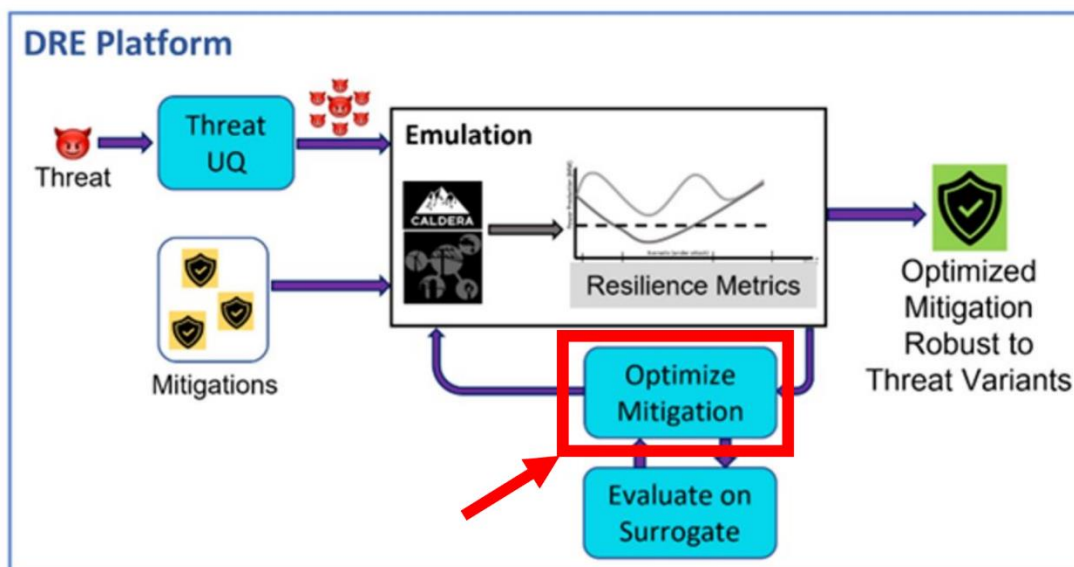 DRE Platform
Threat
UQ
Threat
Mitigations
Emulation
CALDERA
Resilience Metrics
Optimize
Mitigation
Evaluate on
Surrogate
Optimized
Mitigation
Robust to
Threat Variants